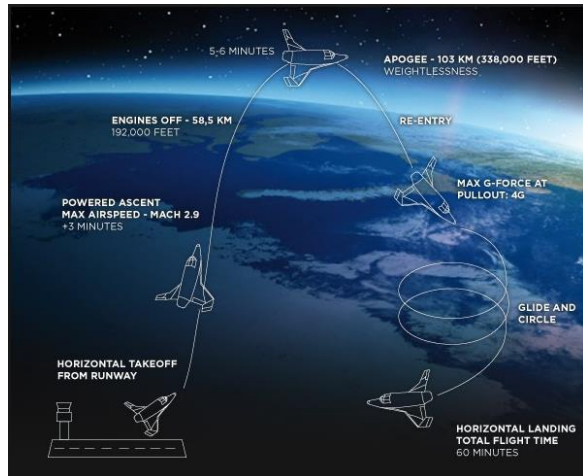 5-6 MINUTES
APOGEE - 103 KM (338,000 FEET)
WEIGHTLESSNESS
ENGINES OFF - 58,5 KM
192,000 FEET
RE-ENTRY
POWERED ASCENT
MAX AIRSPEED - MACH 2.9
+3 MINUTES
MAX G-FORCE AT
PULLOUT: 4G
GLIDE AND
CIRCLE
HORIZONTAL TAKEOFF
FROM RUNWAY
HORIZONTAL LANDING
TOTAL FLIGHT TIME
60 MINUTES